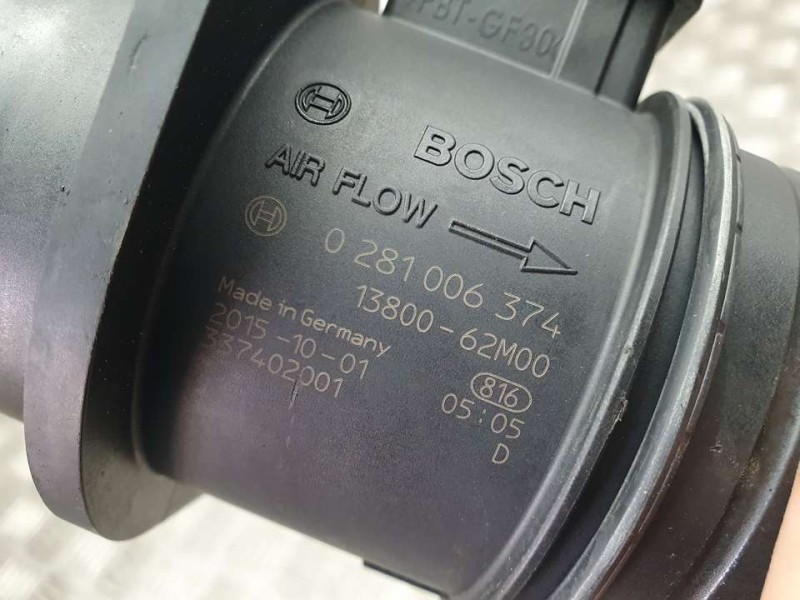 BOSCH
AIR FLOW
0 281 006 374
13800-62M00
Made in Germany
2015-10-01
337402001
816
05:05
D